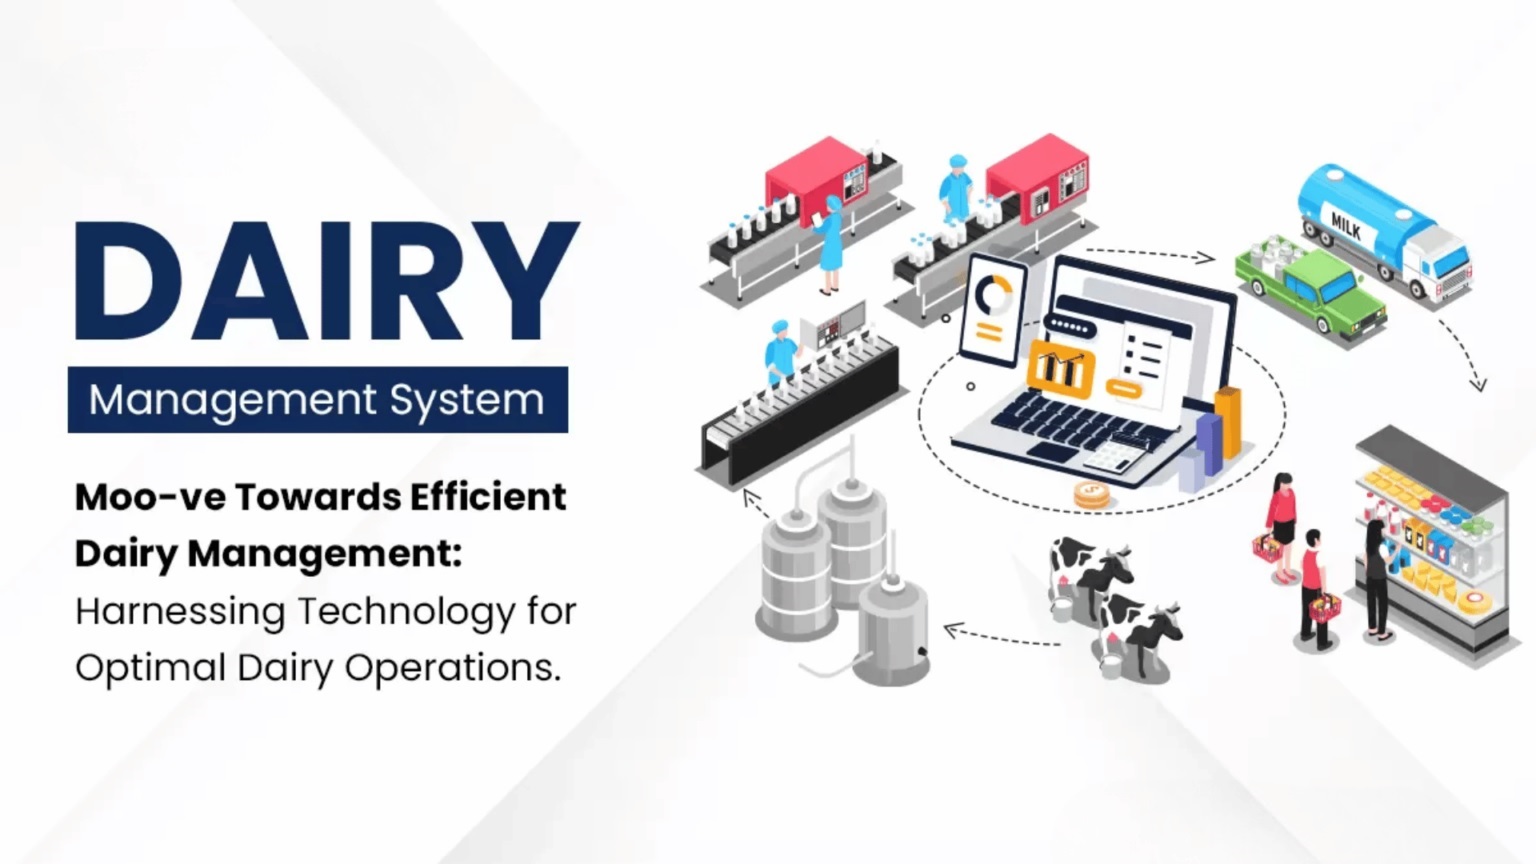 DAIRY
Management System
Moo-ve Towards Efficient
Dairy Management:
Harnessing Technology for
Optimal Dairy Operations.
MILK